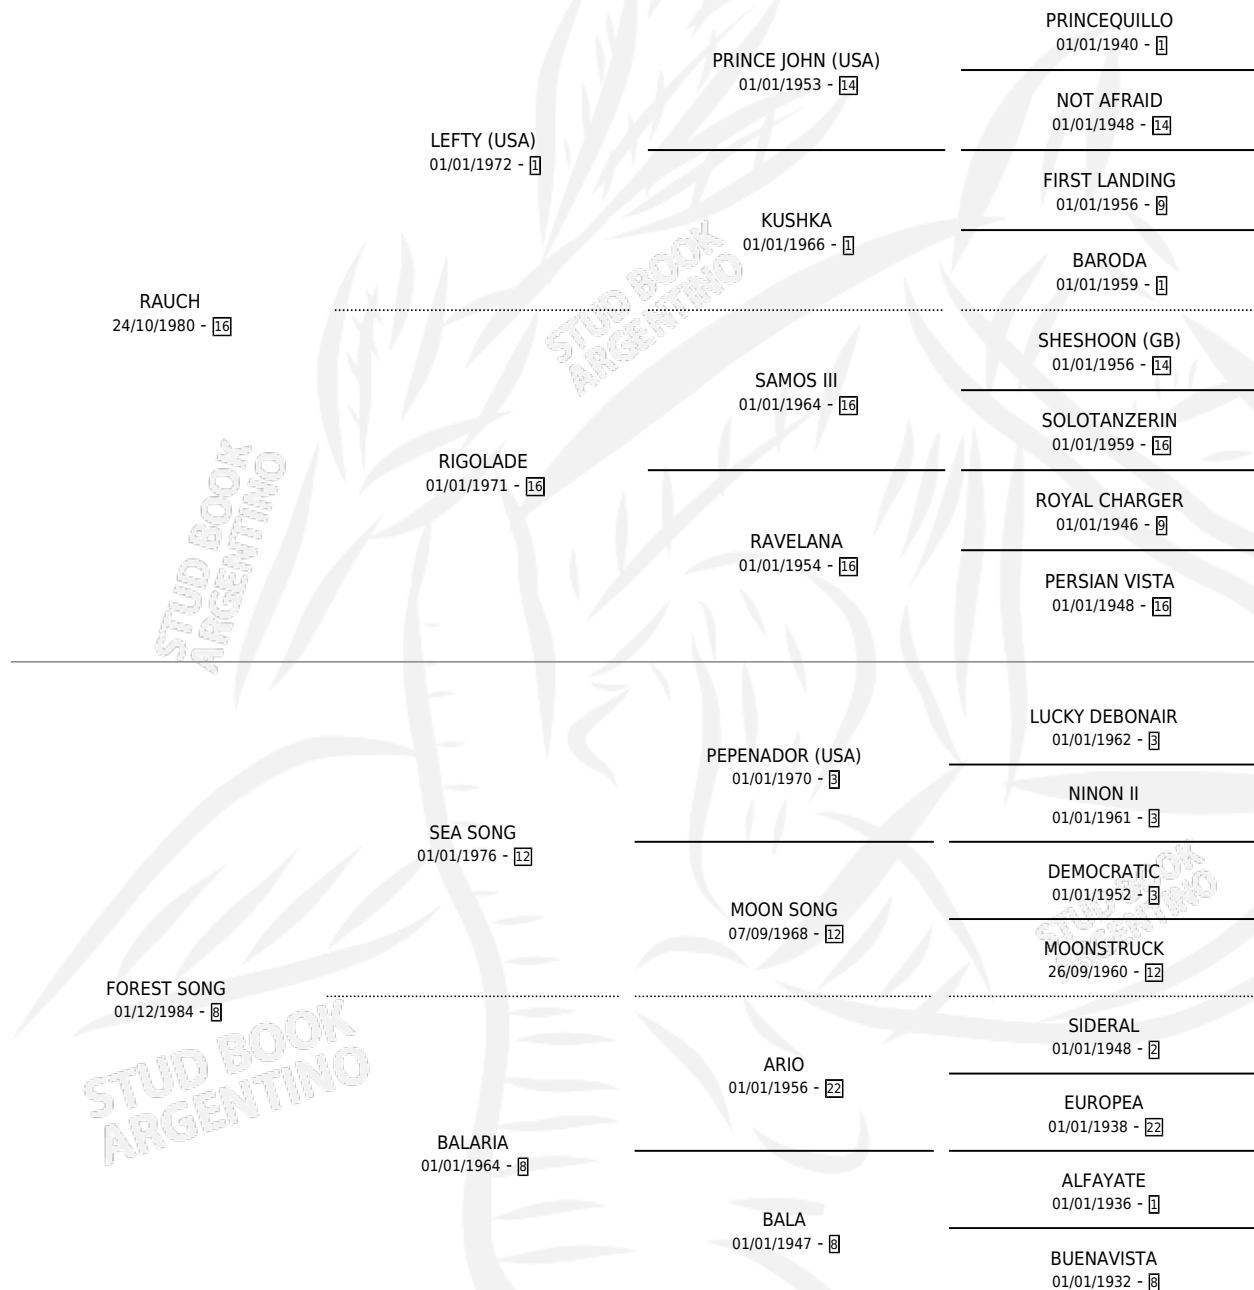 PRINCEQUILLO
01/01/1940 - 1
PRINCE JOHN (USA)
01/01/1953 - 14
NOT AFRAID
01/01/1948 - 14
LEFTY (USA)
01/01/1972 - 1
FIRST LANDING
01/01/1956 - 9
KUSHKA
01/01/1966 - 1
BARODA
01/01/1959 - 1
RAUCH
24/10/1980 - 16
STUD BOOK
ARGENTINO
SHESHOON (GB)
01/01/1956 - 14
SAMOS III
01/01/1964 - 16
SOLOTANZERIN
01/01/1959 - 16
RIGOLADE
01/01/1971 - 16
ROYAL CHARGER
01/01/1946 - 9
RAVELANA
01/01/1954 - 16
PERSIAN VISTA
01/01/1948 - 16
STUD BOOK
ARGENTINO
LUCKY DEBONAIR
01/01/1962 - 3
PEPENADOR (USA)
01/01/1970 - 3
NINON II
01/01/1961 - 3
SEA SONG
01/01/1976 - 12
DEMOCRATIC
01/01/1952 - 3
MOON SONG
07/09/1968 - 12
MOONSTRUCK
26/09/1960 - 12
STUD BOOK
ARGENTINO
FOREST SONG
01/12/1984 - 8
SIDERAL
01/01/1948 - 2
ARIO
01/01/1956 - 22
EUROPEA
01/01/1938 - 22
STUD BOOK
ARGENTINO
BALARIA
01/01/1964 - 8
ALFAYATE
01/01/1936 - 1
BALA
01/01/1947 - 8
BUENAVISTA
01/01/1932 - 8